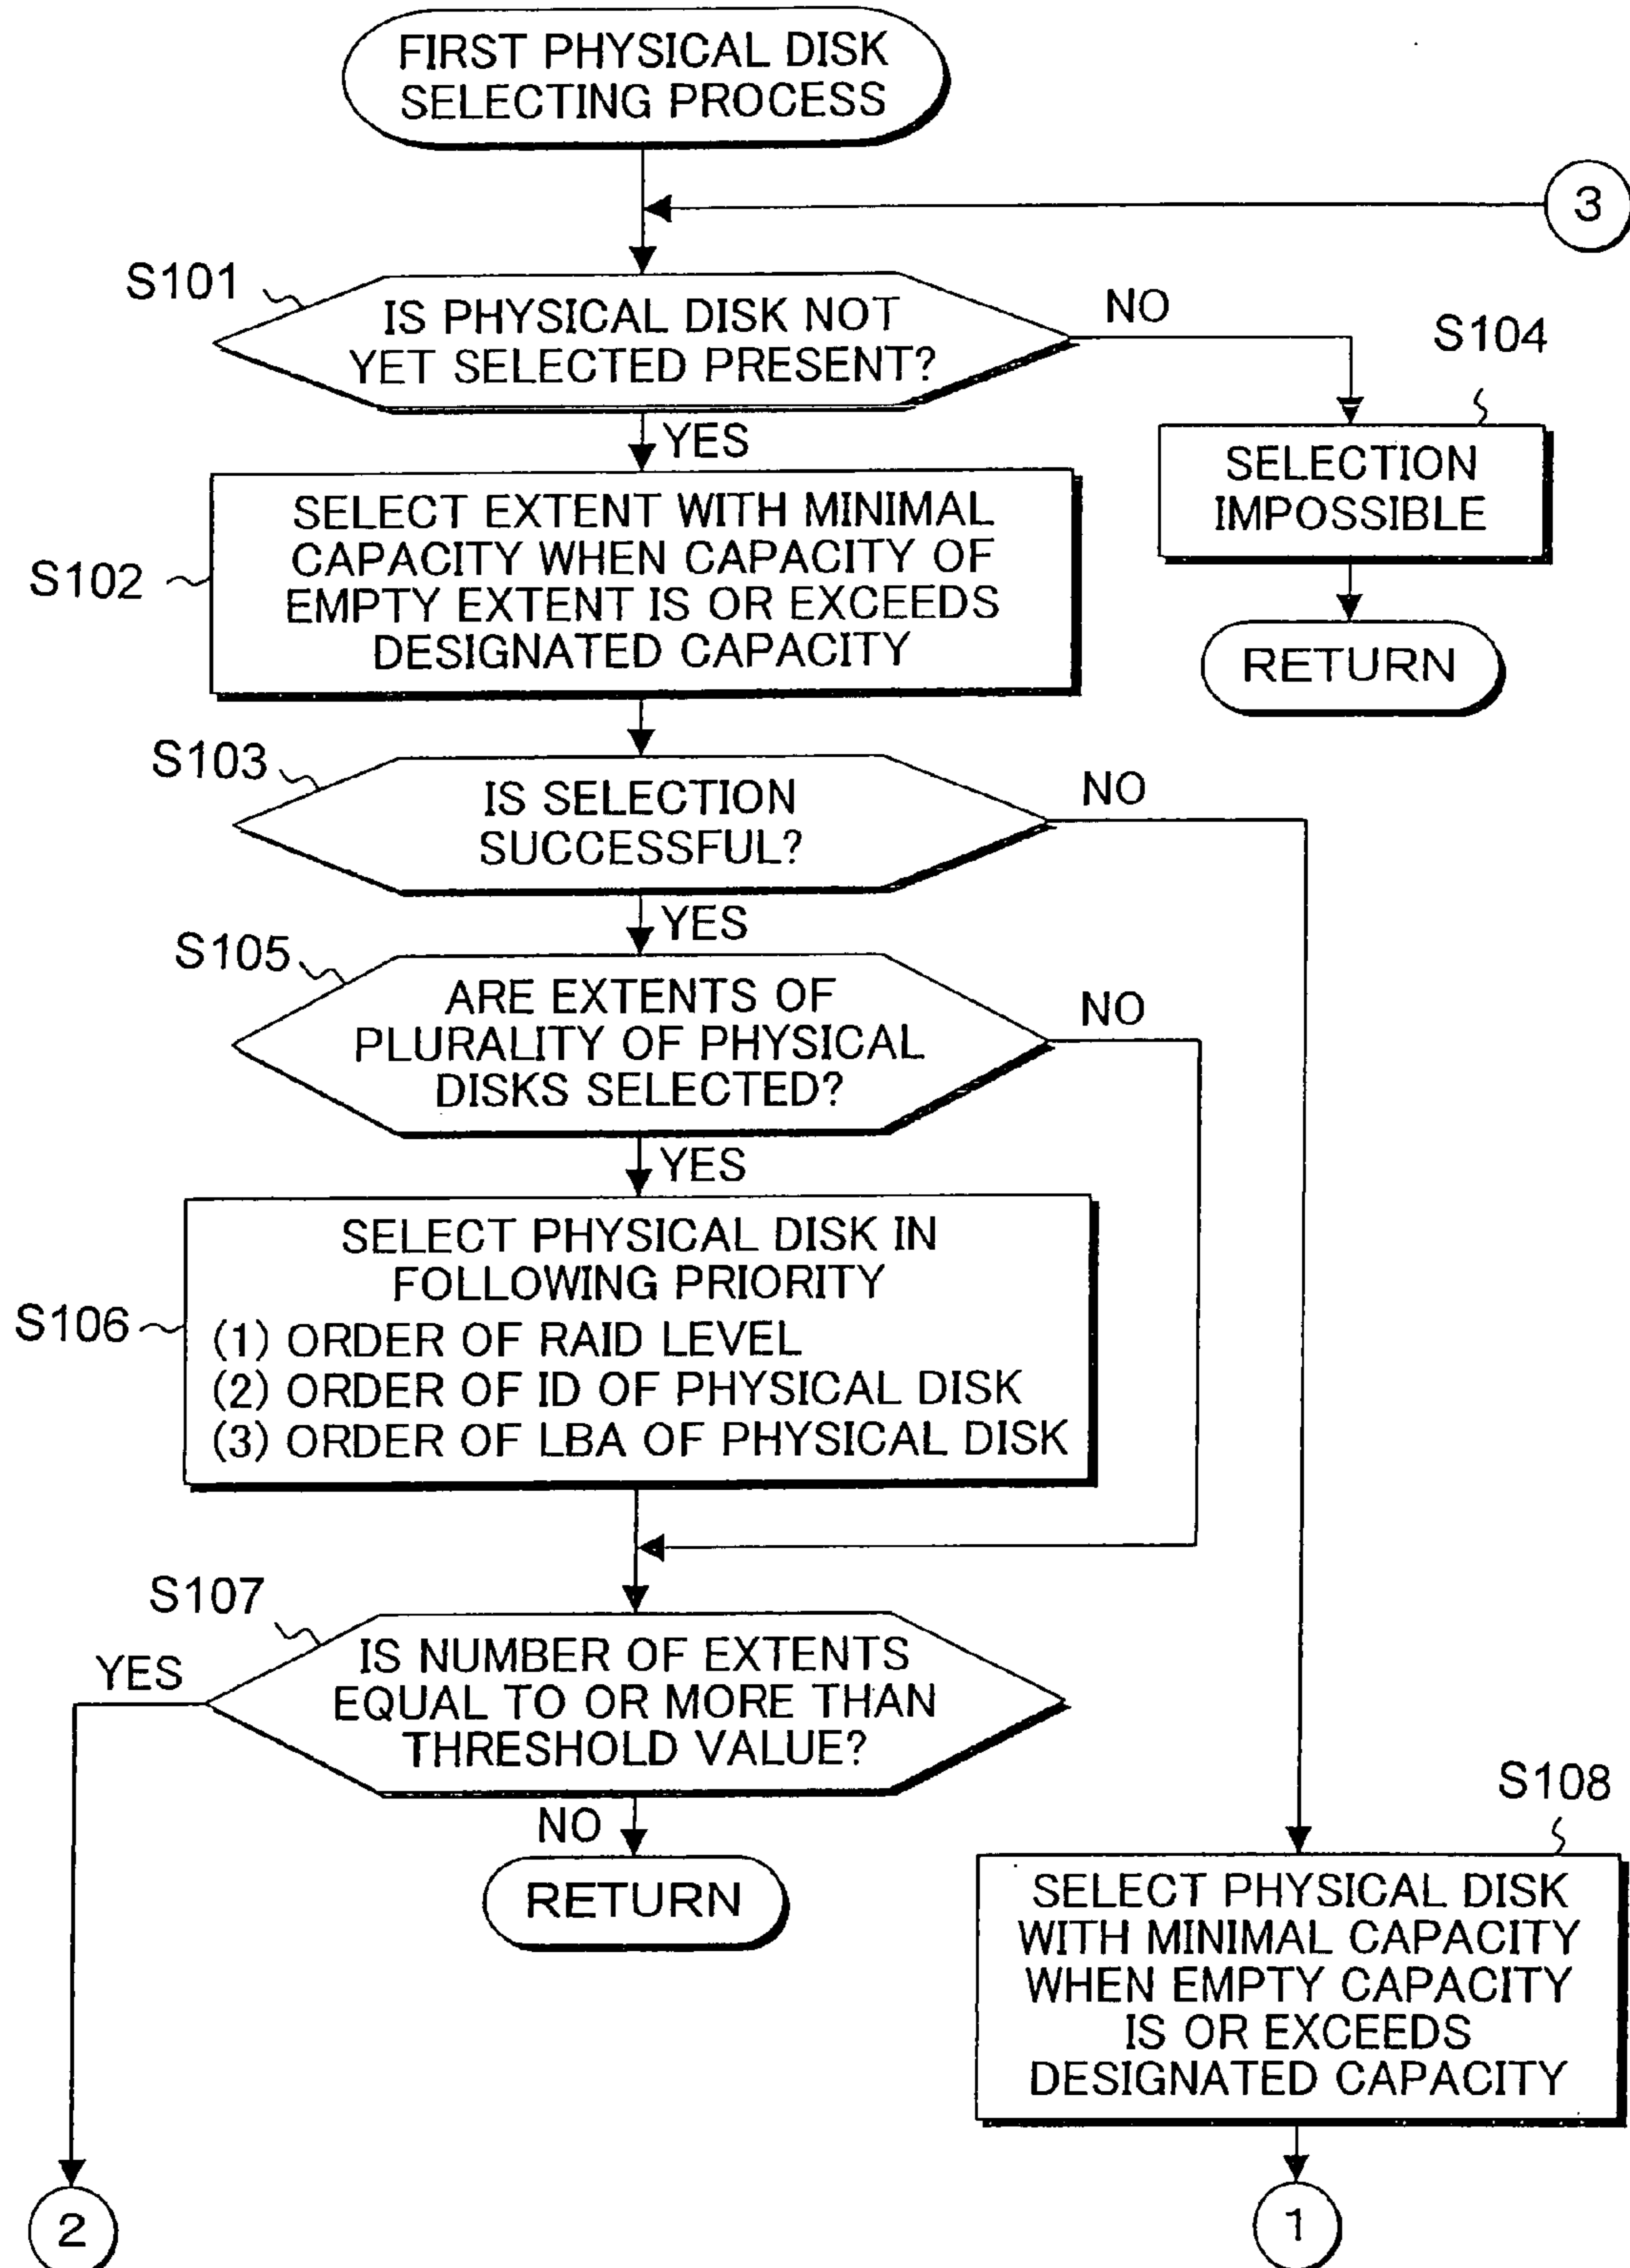 FIRST PHYSICAL DISK
SELECTING PROCESS
3
S101
IS PHYSICAL DISK NOT
YET SELECTED PRESENT?
NO
S104
YES
SELECTION
IMPOSSIBLE
RETURN
S102
SELECT EXTENT WITH MINIMAL
CAPACITY WHEN CAPACITY OF
EMPTY EXTENT IS OR EXCEEDS
DESIGNATED CAPACITY
S103
IS SELECTION
SUCCESSFUL?
NO
YES
S105
ARE EXTENTS OF
PLURALITY OF PHYSICAL
DISKS SELECTED?
NO
YES
S106
SELECT PHYSICAL DISK IN
FOLLOWING PRIORITY
(1) ORDER OF RAID LEVEL
(2) ORDER OF ID OF PHYSICAL DISK
(3) ORDER OF LBA OF PHYSICAL DISK
S107
YES
IS NUMBER OF EXTENTS
EQUAL TO OR MORE THAN
THRESHOLD VALUE?
NO
RETURN
S108
SELECT PHYSICAL DISK
WITH MINIMAL CAPACITY
WHEN EMPTY CAPACITY
IS OR EXCEEDS
DESIGNATED CAPACITY
2
1